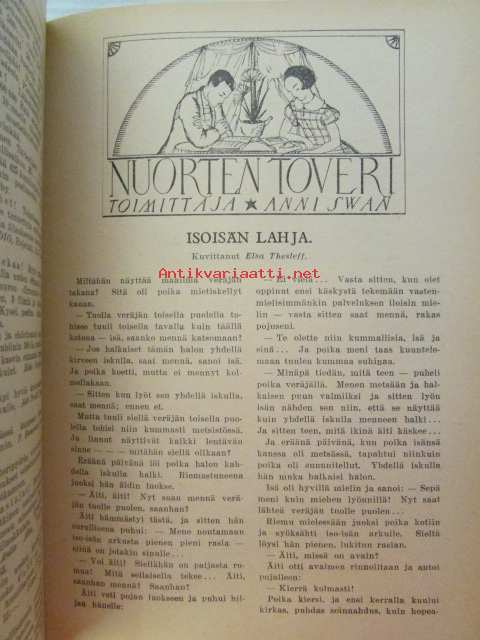 NUORTEN TOVERI
TOIMITTAJA ★ ANNI SWAN
ISOISÄN LAHJA.
Kuvittanut Elsa Thesleff.
Antikvariaatti.net
Miltähän näyttää maailma veräjän
takana? Sitä oli poika mietiskellyt
kauan.
— Tuolla veräjän toisella puolella tu-
hisee tuuli toisella tavalla kuin täällä
kotona — isä, saanko mennä katsomaan?
— Jos halkaiset tämän halon yhdellä
kirveen iskulla, saat mennä, sanoi isä.
Ja poika koetti, mutta ei mennyt kol-
mellakaan.
— Sitten kun lyöt sen yhdellä iskulla,
saat mennä; ennen et.
Mutta tuuli siellä veräjän toisella puo-
lella tohisi niin kummasti metsistössä.
Ja linnut näyttivät kaikki lentävän
sinne — — — mitähän siellä olikaan?
Eräänä päivänä löi poika halon kah-
della iskulla halki. Riemastuneena
juoksi hän äidin luokse.
— Äiti, äiti! Nyt saan mennä verä-
jän tuolle puolen, saanhan?
Äiti hämmästyi tästä, ja sitten hän
surullisena puhui: — Mene noutamaan
iso-isän arkusta pienen pieni rasia —
siinä on jotakin sinulle...
— Voi äiti! Siellähän on paljasta ro-
mua! Mitä sellaisella tekee... Äiti,
saanhan mennä? Saanhan?
Äiti veti pojan luokseen ja puhui hil-
jaa hänelle:
— Ei vielä... Vasta sitten, kun olet
oppinut ensi käskystä tekemään vasten-
mielisimmänkin palveluksen iloisin mie-
lin — vasta sitten saat mennä, rakas
pojuseni.
— Te olette niin kummallisia, isä ja
sinä... Ja poika meni taas kuuntele-
maan tuulen kummaa suhinaa.
— Minäpä tiedän, mitä teen — puheli
poika veräjällä. Menen metsään ja hal-
kaisen puun valmiiksi ja sitten lyön
isän nähden sen niin, että se näyttää
kuin yhdellä iskulla menneen halki...
Ja sitten teen, mitä ikinä äiti käskee...
Ja eräänä päivänä, kun poika isänsä
kanssa oli metsässä, tapahtui niinkuin
poika oli suunnitellut. Yhdellä iskulla
hän muka halkaisi halon.
Isä oli hyvillä mielin ja sanoi: — Sepä
meni kuin miehen lyömällä! Nyt saat
lähteä veräjän tuolle puolen...
Riemu mielessään juoksi poika kotiin
ja syöksähti iso-isän arkulle. Sieltä
löysi hän pienen, lukitun rasian.
— Äiti, missä on avain?
Äiti otti avaimen rinnoiltaan ja antoi
pojalleen:
— Kierrä kolmasti!
Poika kiersi, ja ensi kerralla kuului
kirkas, puhdas soinnahdus, kuin hopea-